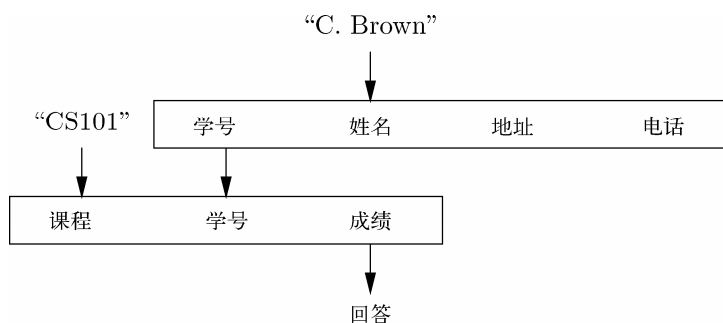 “C. Brown”
“CS101”
学号 姓名 地址 电话
课程 学号 成绩
回答